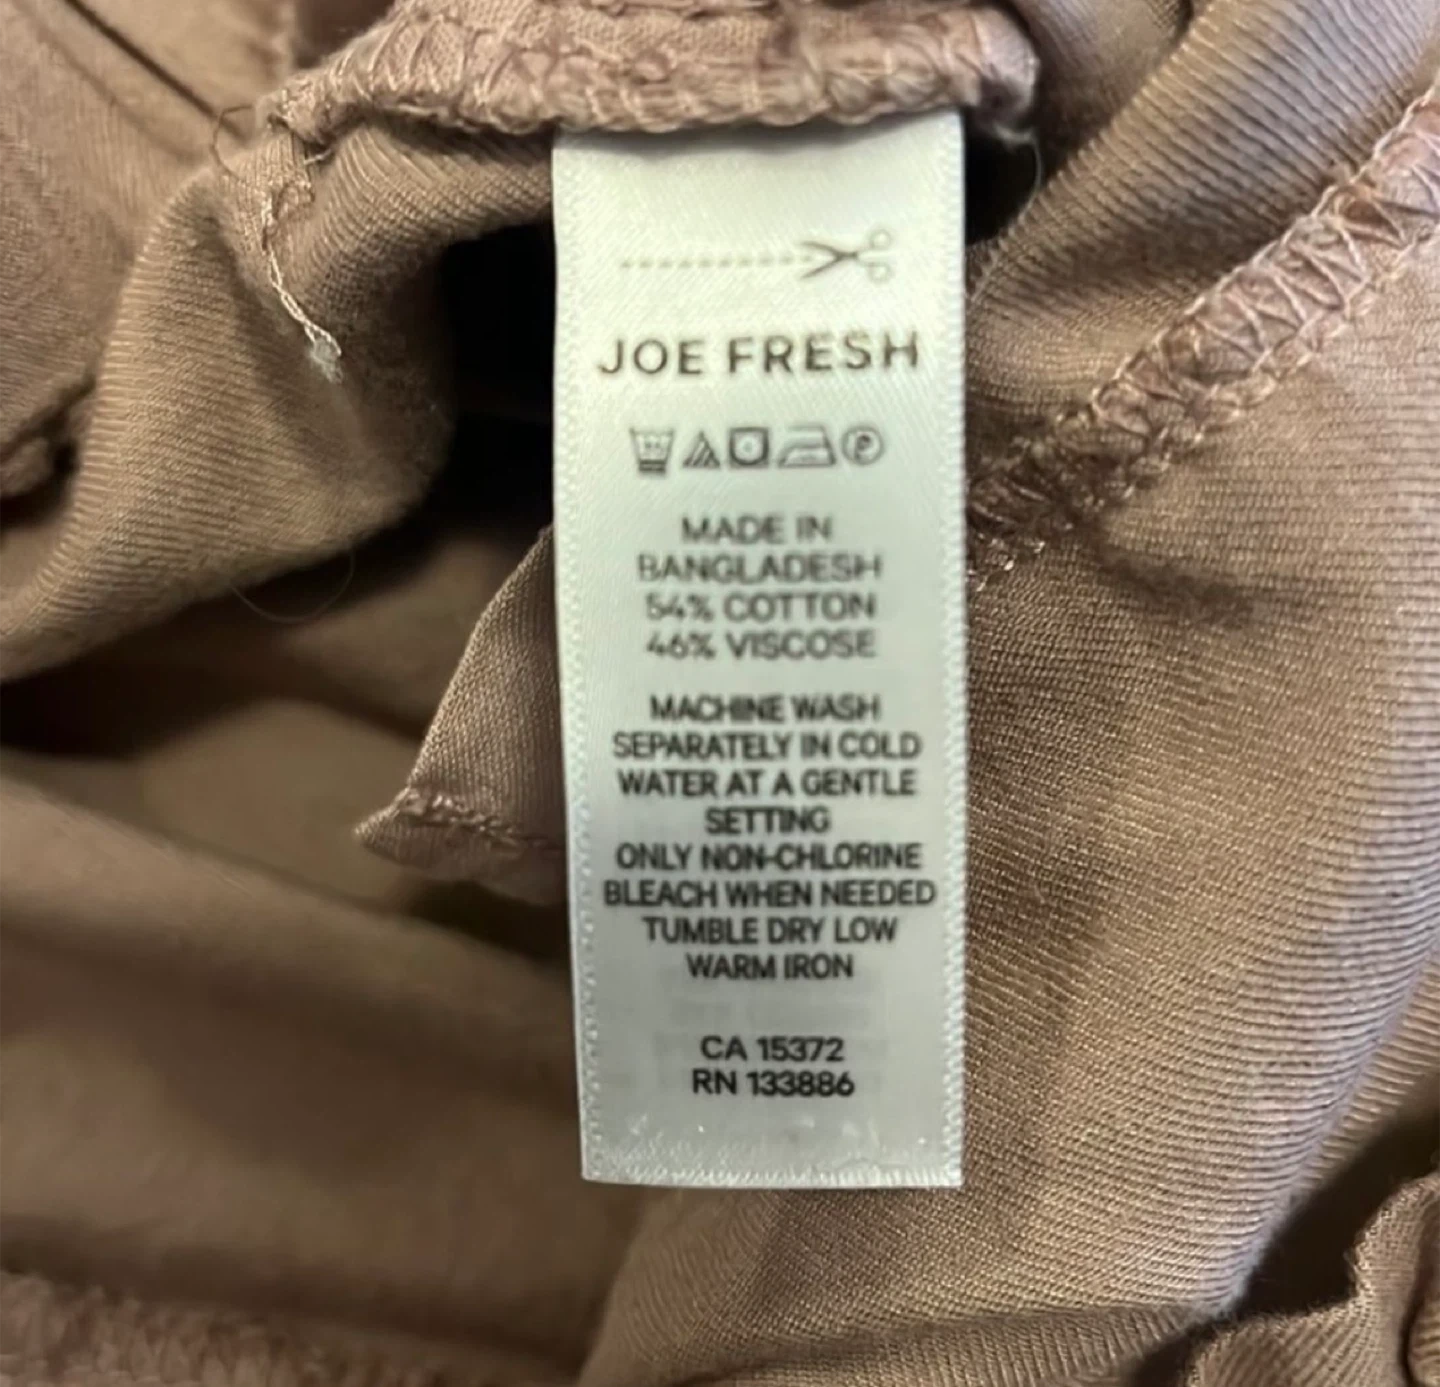 JOE FRESH
MADE IN
BANGLADESH
54% COTTON
46% VISCOSE
MACHINE WASH
SEPARATELY IN COLD
WATER AT A GENTLE
SETTING
ONLY NON-CHLORINE
BLEACH WHEN NEEDED
TUMBLE DRY LOW
WARM IRON
CA 15372
RN 133886